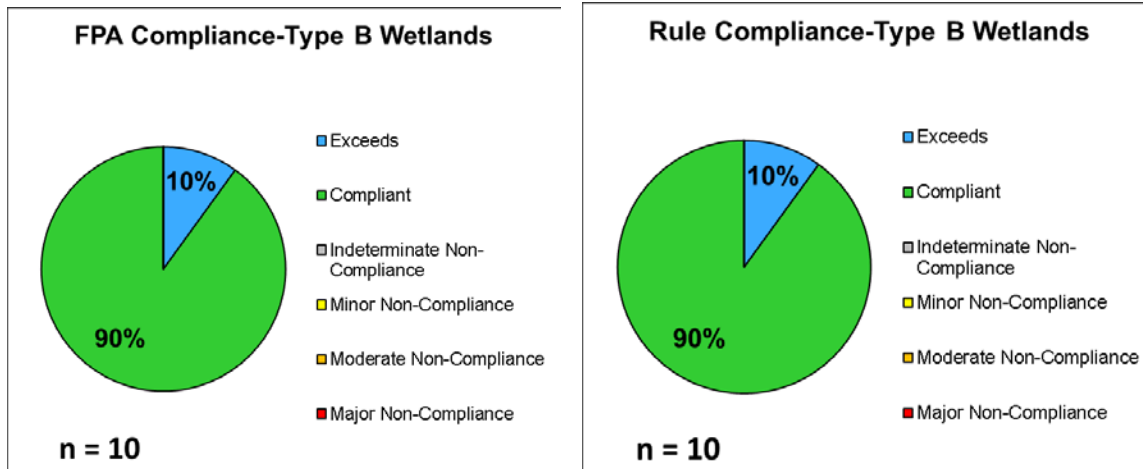 FPA Compliance-Type B Wetlands
Exceeds
10%
Compliant
Indeterminate Non-
Compliance
Minor Non-Compliance
90%
Moderate Non-Compliance
Major Non-Compliance
n = 10
Rule Compliance-Type B Wetlands
Exceeds
10%
Compliant
Indeterminate Non-
Compliance
Minor Non-Compliance
90%
Moderate Non-Compliance
Major Non-Compliance
n = 10